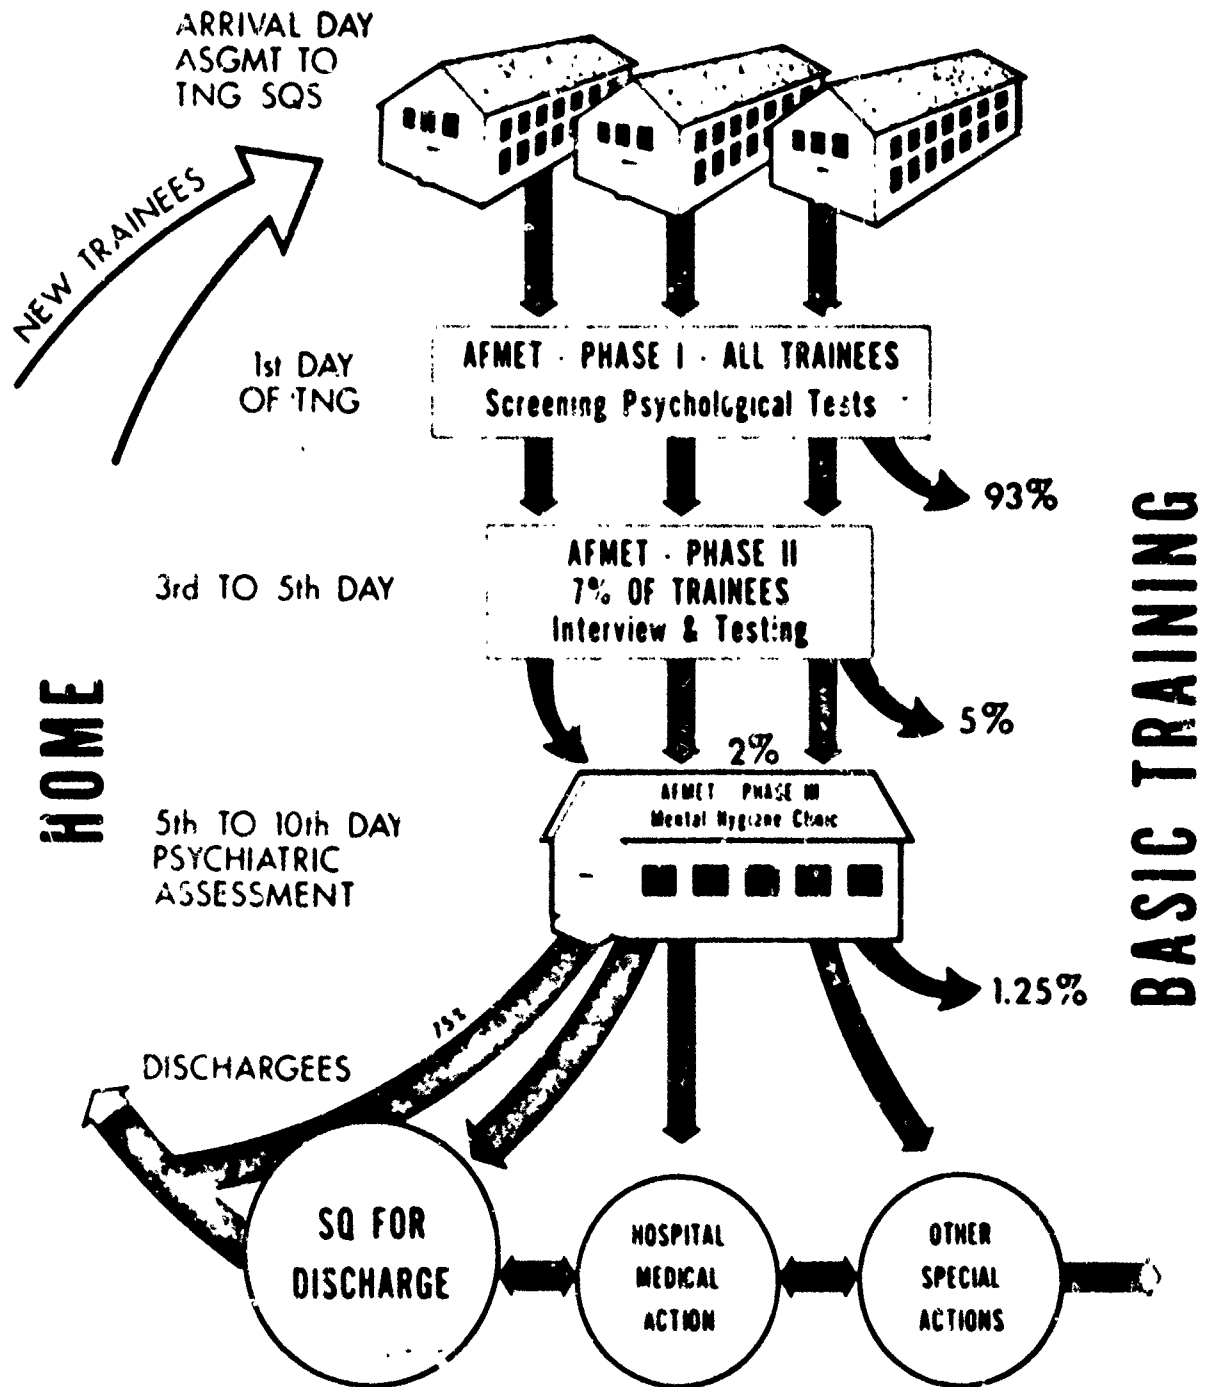 ARRIVAL DAY
ASGMT TO
TNG SQS
NEW TRAINEES
1st DAY
OF TNG
AFMET · PHASE I · ALL TRAINEES
Screening Psychological Tests
93%
3rd TO 5th DAY
AFMET · PHASE II
7% OF TRAINEES
Interview & Testing
5%
2%
HOME
BASIC TRAINING
5th TO 10th DAY
PSYCHIATRIC
ASSESSMENT
AFMET PHASE III
Mental Hygiene Clinic
1.25%
.75%
DISCHARGEES
SQ FOR
DISCHARGE
HOSPITAL
MEDICAL
ACTION
OTHER
SPECIAL
ACTIONS